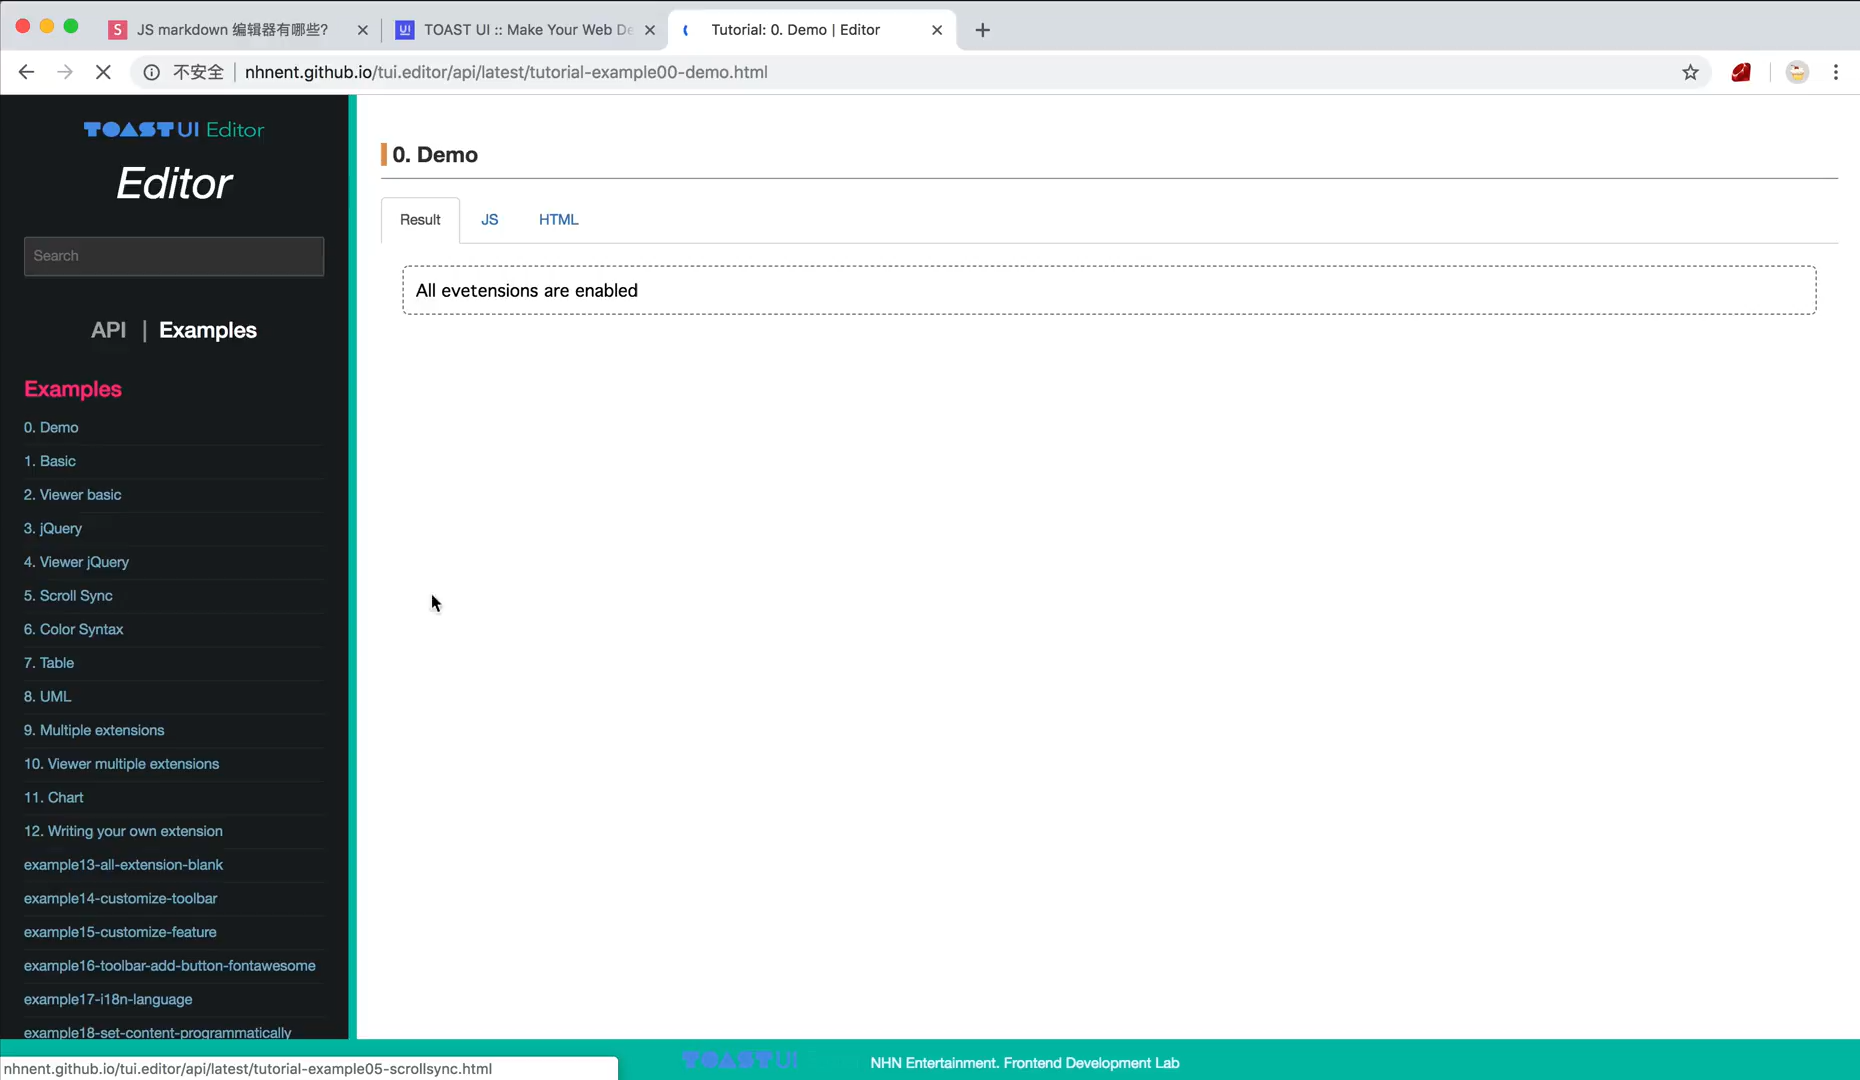 JS markdown 编辑器有哪些?
TOAST UI :: Make Your Web De
Tutorial: 0. Demo | Editor
不安全
nhnent.github.io/tui.editor/api/latest/tutorial-example00-demo.html
TOAST UI Editor
Editor
Search
API | Examples
Examples
0. Demo
1. Basic
2. Viewer basic
3. jQuery
4. Viewer jQuery
5. Scroll Sync
6. Color Syntax
7. Table
8. UML
9. Multiple extensions
10. Viewer multiple extensions
11. Chart
12. Writing your own extension
example13-all-extension-blank
example14-customize-toolbar
example15-customize-feature
example16-toolbar-add-button-fontawesome
example17-i18n-language
example18-set-content-programmatically
0. Demo
Result JS HTML
All evetensions are enabled
TOAST UI
NHN Entertainment. Frontend Development Lab
nhnent.github.io/tui.editor/api/latest/tutorial-example05-scrollsync.html